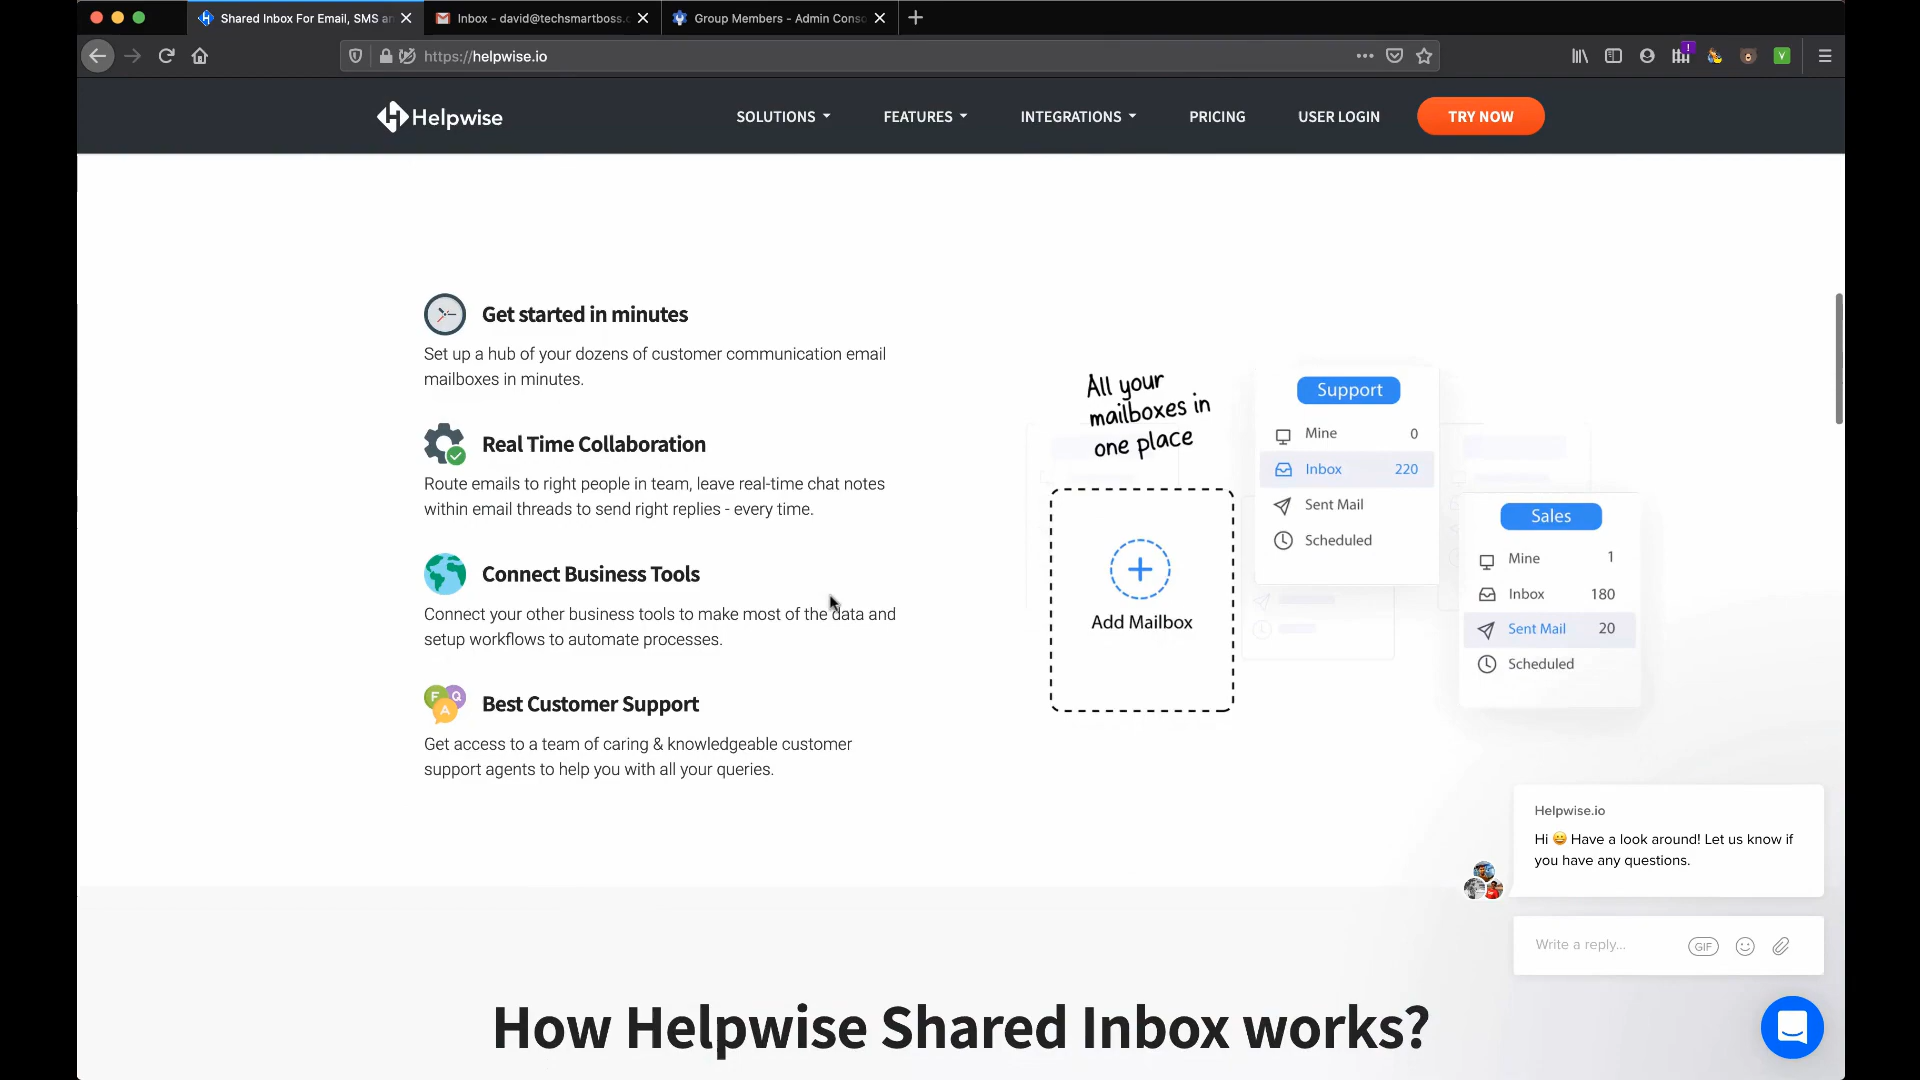 Shared Inbox For Email, SMS an
Inbox - david@techsmartboss.c
Group Members - Admin Conso
https://helpwise.io
Helpwise
SOLUTIONS
FEATURES
INTEGRATIONS
PRICING
USER LOGIN
TRY NOW
Get started in minutes
Set up a hub of your dozens of customer communication email
mailboxes in minutes.
Real Time Collaboration
Route emails to right people in team, leave real-time chat notes
within email threads to send right replies - every time.
Connect Business Tools
Connect your other business tools to make most of the data and
setup workflows to automate processes.
F Q
A
Best Customer Support
Get access to a team of caring & knowledgeable customer
support agents to help you with all your queries.
All your
mailboxes in
one place
Add Mailbox
Support
Mine 0
Inbox 220
Sent Mail
Scheduled
Sales
Mine 1
Inbox 180
Sent Mail 20
Scheduled
Helpwise.io
Hi 😄 Have a look around! Let us know if
you have any questions.
Write a reply...
GIF
How Helpwise Shared Inbox works?